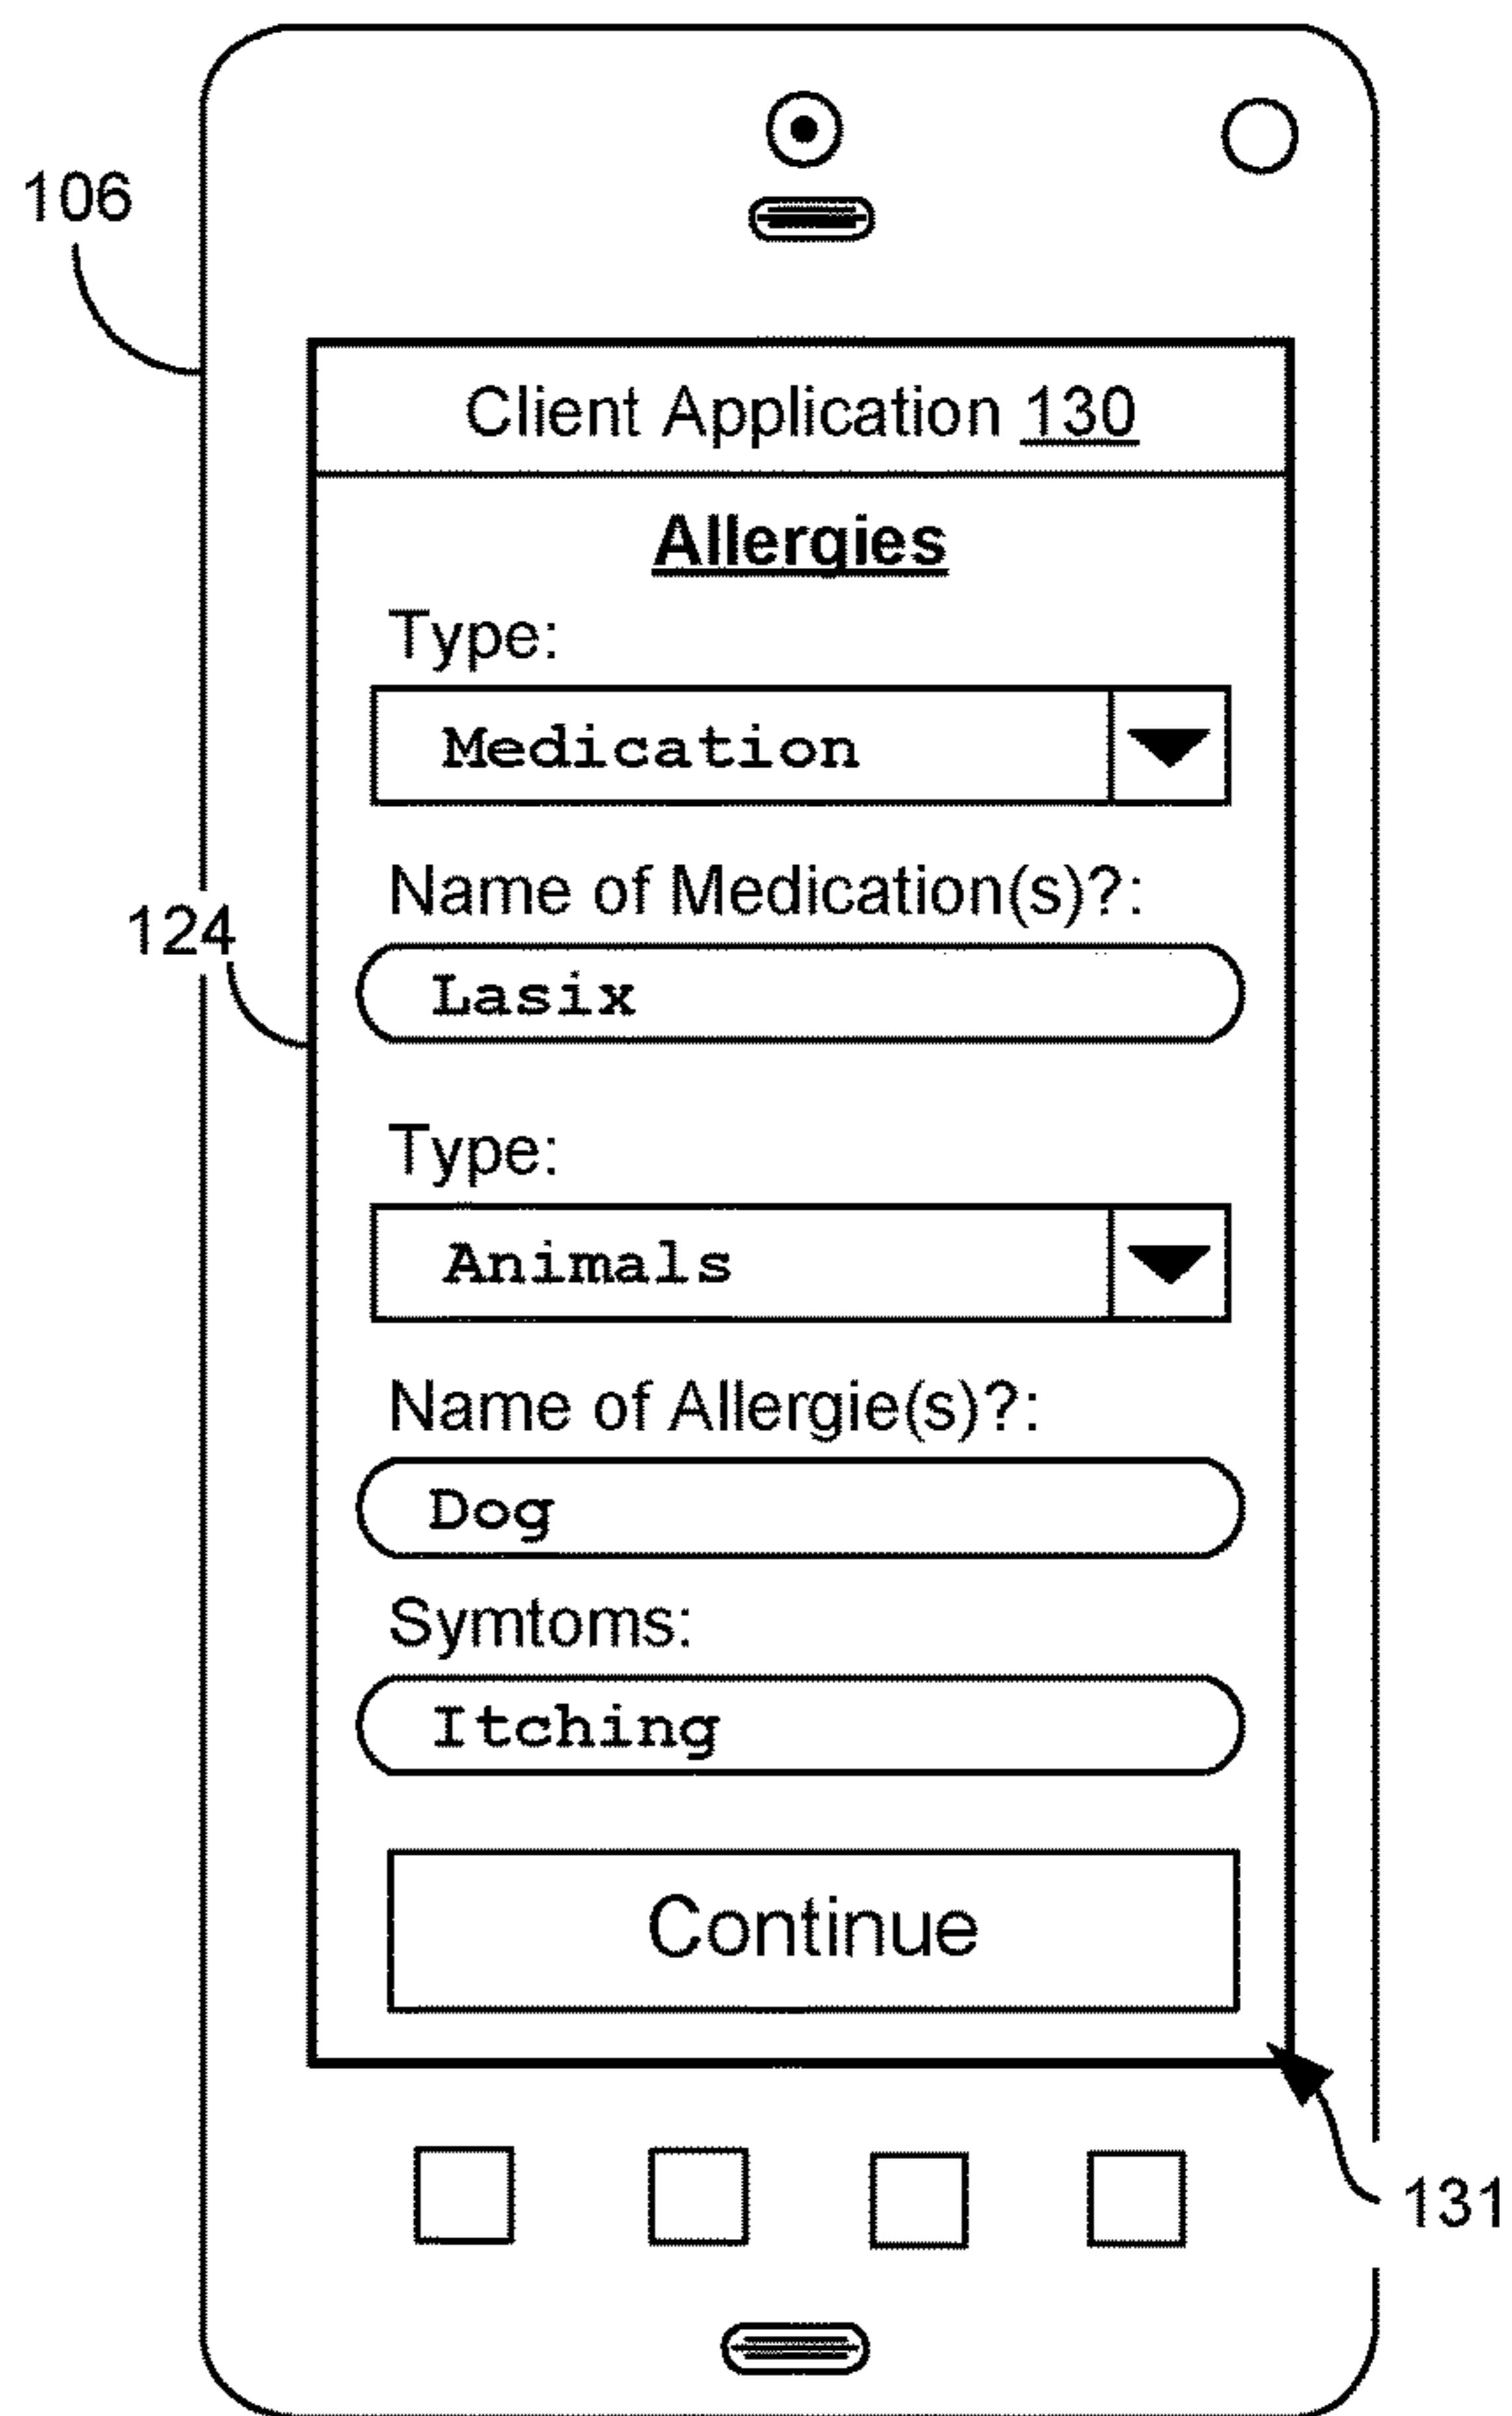 106
Client Application 130
Allergies
Type:
Medication
Name of Medication(s)?:
124
Lasix
Type:
Animals
Name of Allergie(s)?:
Dog
Symtoms:
Itching
Continue
131